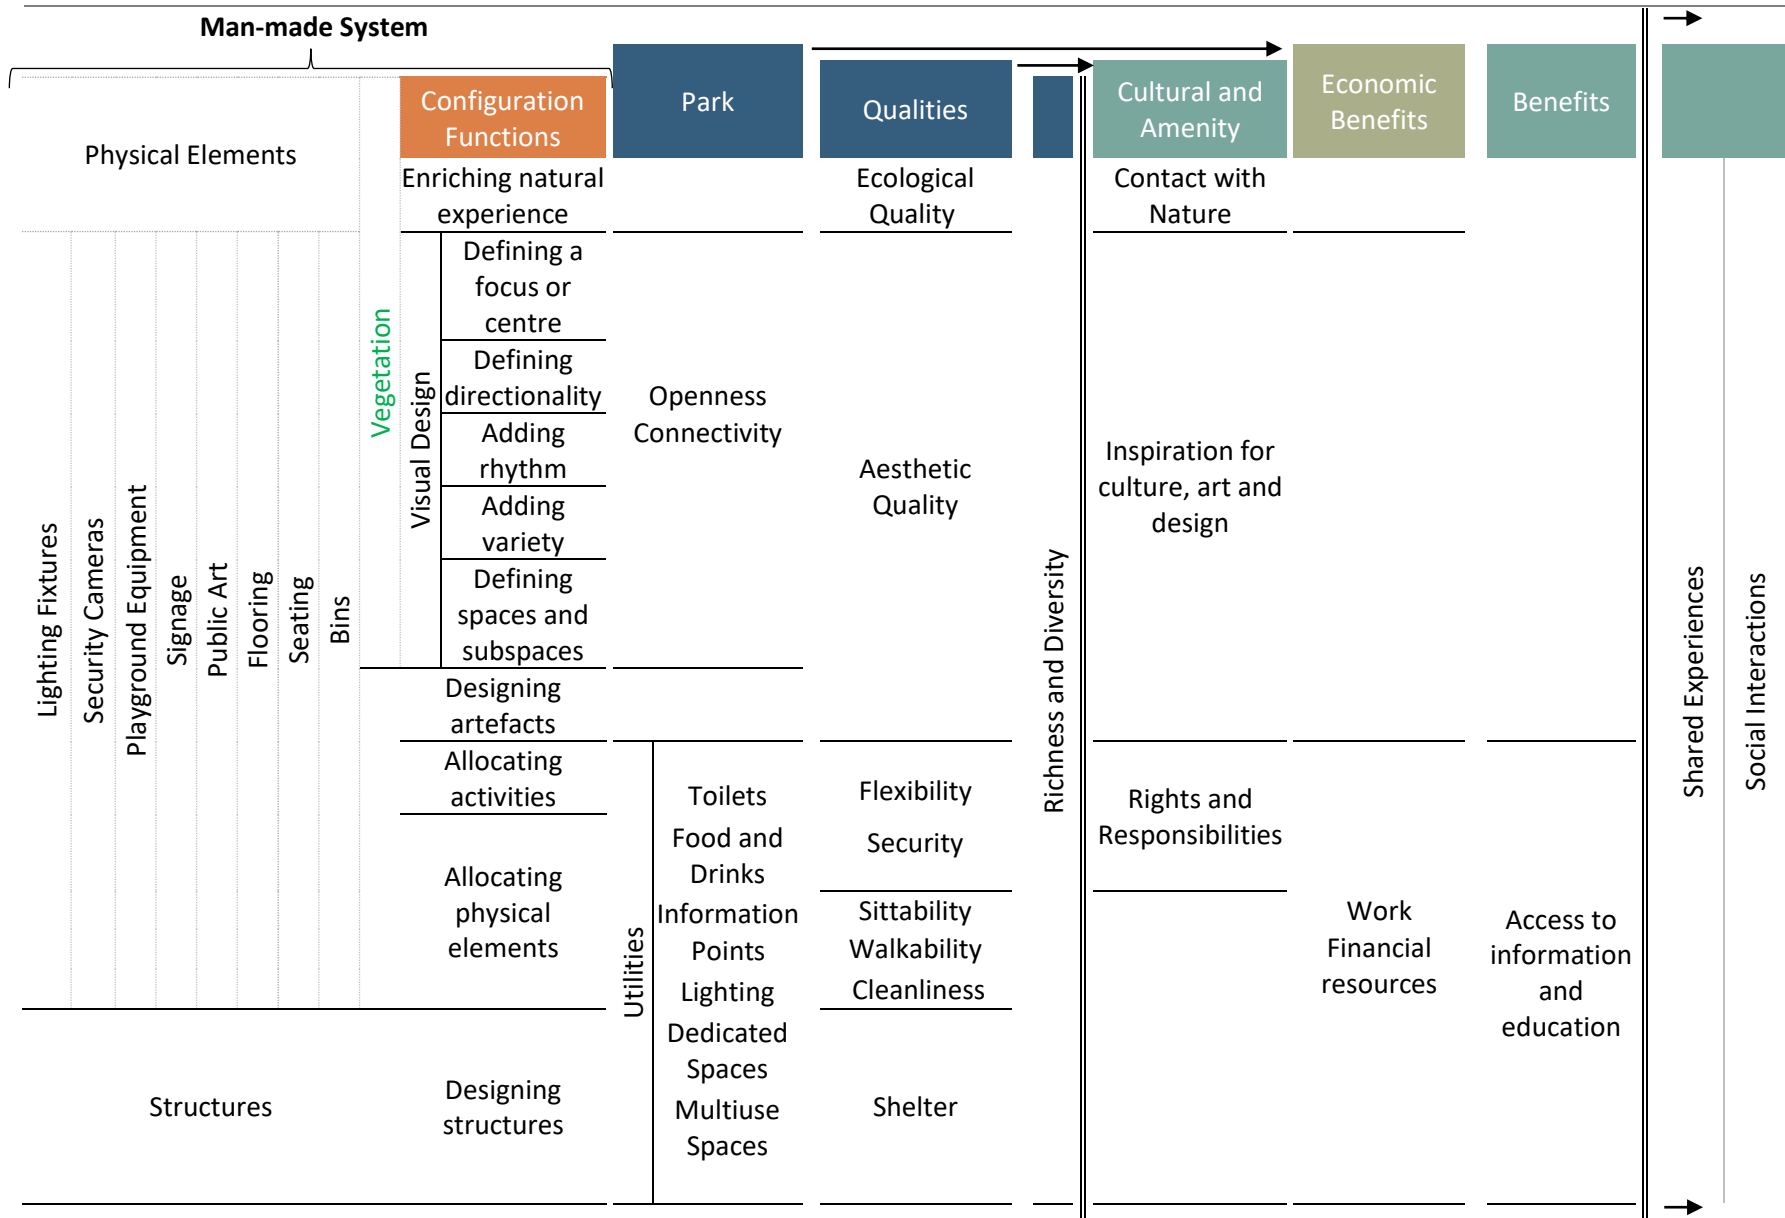 Man-made System
Configuration
Functions
Park
Qualities
Cultural and
Amenity
Economic
Benefits
Benefits
Physical Elements
Enriching natural
experience
Ecological
Quality
Contact with
Nature
Lighting Fixtures
Security Cameras
Playground Equipment
Signage
Public Art
Flooring
Seating
Bins
Vegetation
Visual Design
Defining a
focus or
centre
Defining
directionality
Adding
rhythm
Adding
variety
Defining
spaces and
subspaces
Openness
Connectivity
Aesthetic
Quality
Richness and Diversity
Inspiration for
culture, art and
design
Shared Experiences
Social Interactions
Designing
artefacts
Allocating
activities
Allocating
physical
elements
Utilities
Toilets
Food and
Drinks
Information
Points
Lighting
Dedicated
Spaces
Multiuse
Spaces
Flexibility
Security
Sittability
Walkability
Cleanliness
Rights and
Responsibilities
Work
Financial
resources
Access to
information
and
education
Structures
Designing
structures
Shelter